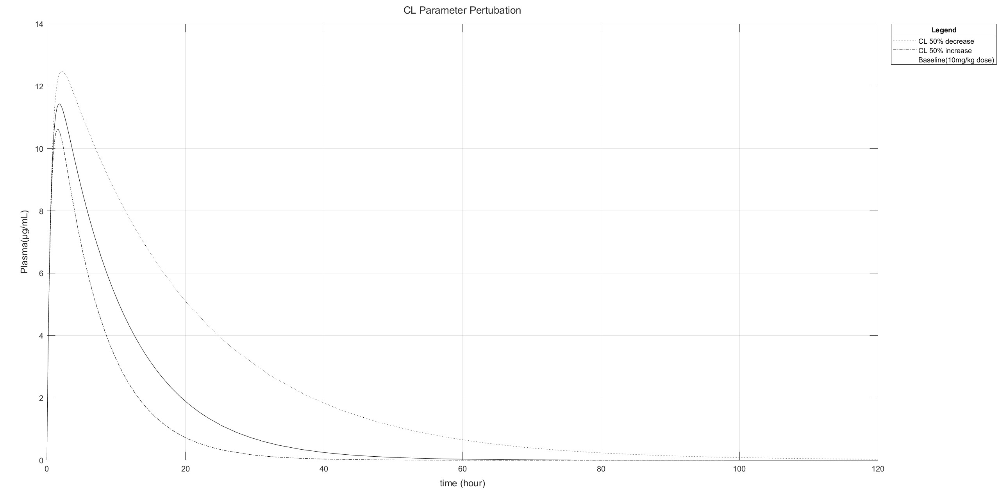 CL Parameter Pertubation
14
12
10
8
6
4
2
0
Plasma(μg/mL)
0 20 40 60 80 100 120
time (hour)
Legend
CL 50% decrease
CL 50% increase
Baseline(10mg/kg dose)